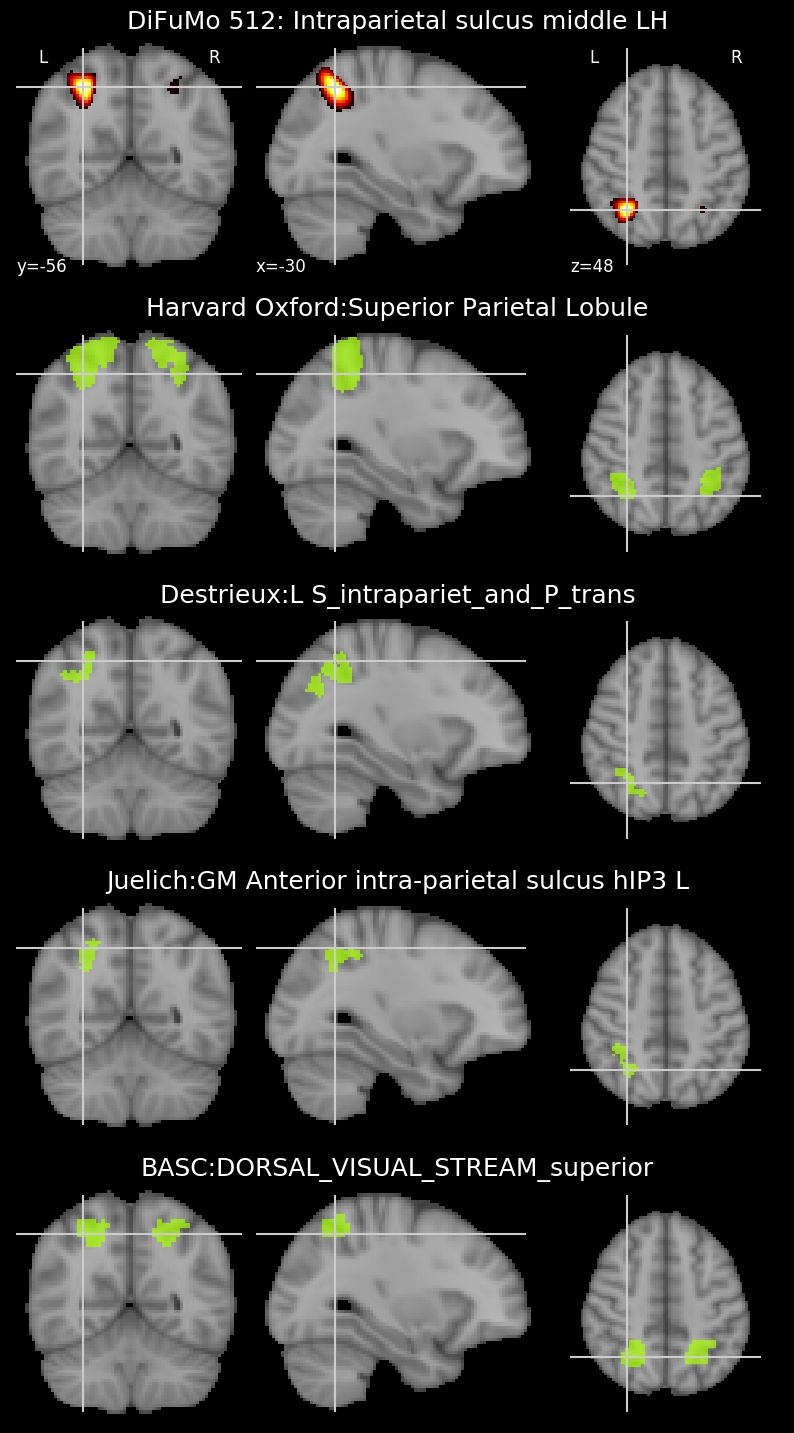 DiFuMo 512: Intraparietal sulcus middle LH
L R L R
y=-56 x=-30 z=48
Harvard Oxford:Superior Parietal Lobule
Destrieux:L S_intrapariet_and_P_trans
Juelich:GM Anterior intra-parietal sulcus hIP3 L
BASC:DORSAL_VISUAL_STREAM_superior